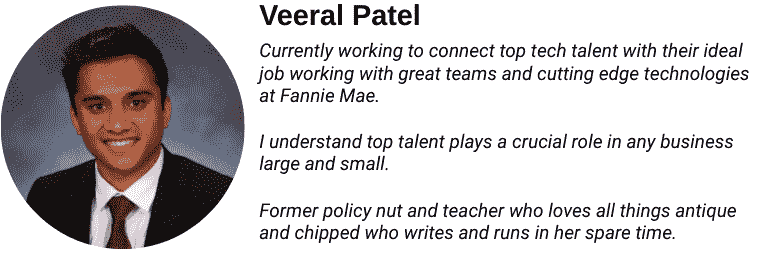 Veeral Patel
Currently working to connect top tech talent with their ideal
job working with great teams and cutting edge technologies
at Fannie Mae.
I understand top talent plays a crucial role in any business
large and small.
Former policy nut and teacher who loves all things antique
and chipped who writes and runs in her spare time.